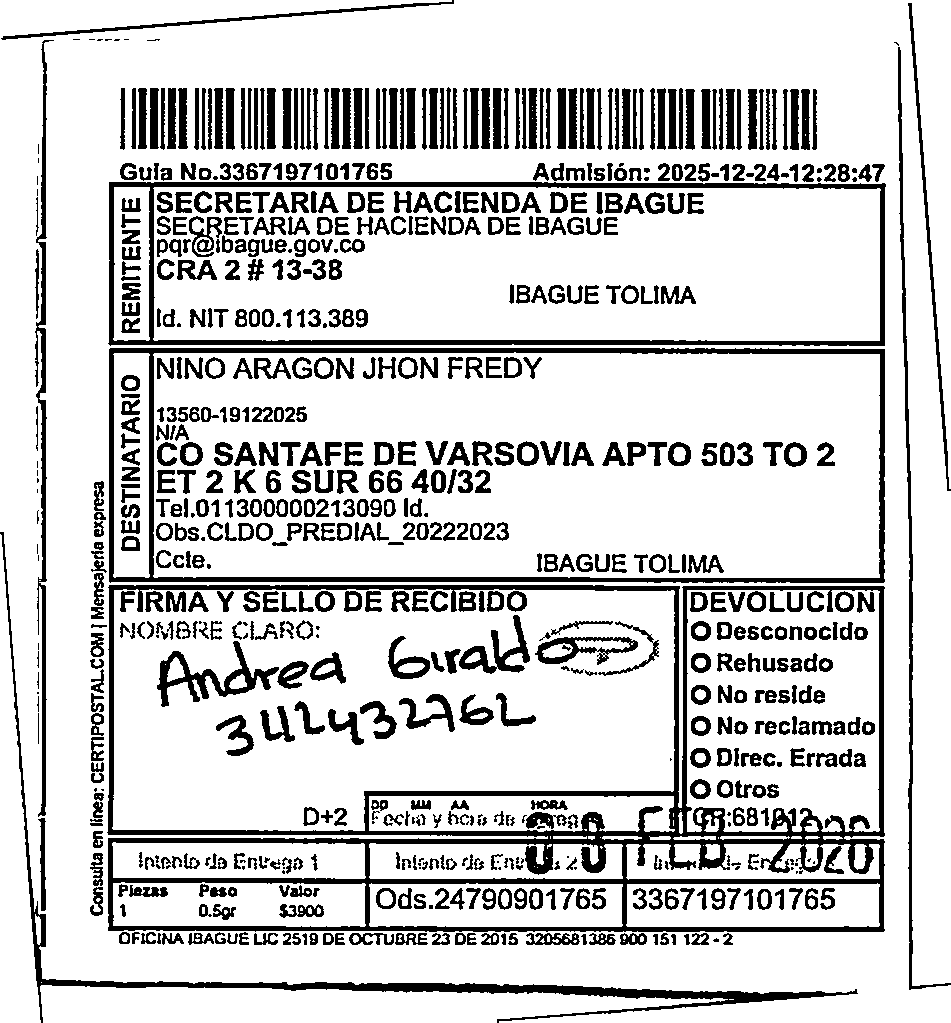 Guia No.3367197101765 Admisión: 2025-12-24-12:28:47
REMITENTE
SECRETARIA DE HACIENDA DE IBAGUE
SECRETARIA DE HACIENDA DE IBAGUE
pqr@ibague.gov.co
CRA 2 # 13-38
IBAGUE TOLIMA
Id. NIT 800.113.389
DESTINATARIO
NINO ARAGON JHON FREDY
13560-19122025
N/A
CO SANTAFE DE VARSOVIA APTO 503 TO 2
ET 2 K 6 SUR 66 40/32
Tel.011300000213090 Id.
Obs.CLDO_PREDIAL_20222023
Ccte. IBAGUE TOLIMA
Consulta en línea: CERTIPOSTAL.COM | Mensajería expresa
FIRMA Y SELLO DE RECIBIDO
NOMBRE CLARO:
Andrea Giraldo
3112432762
DEVOLUCION
Desconocido
Rehusado
No reside
No reclamado
Direc. Errada
Otros
D+2
DD MM AA HORA
Fecha y hora de
FEB 2026
Intento de Entrega 1
Piezas Peso Valor
1 0.5gr $3900
Ods.24790901765 3367197101765
OFICINA IBAGUE LIC 2519 DE OCTUBRE 23 DE 2015 3205681386 900 151 122 - 2